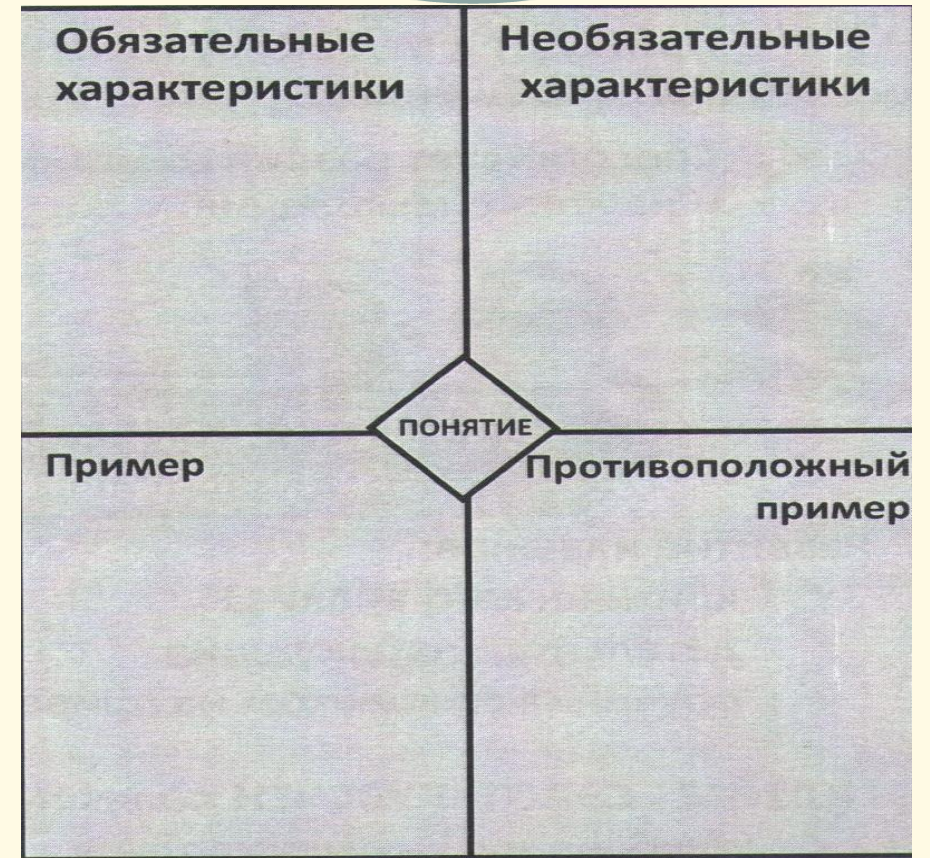 Обязательные
характеристики
Необязательные
характеристики
ПОНЯТИЕ
Пример
Противоположный
пример